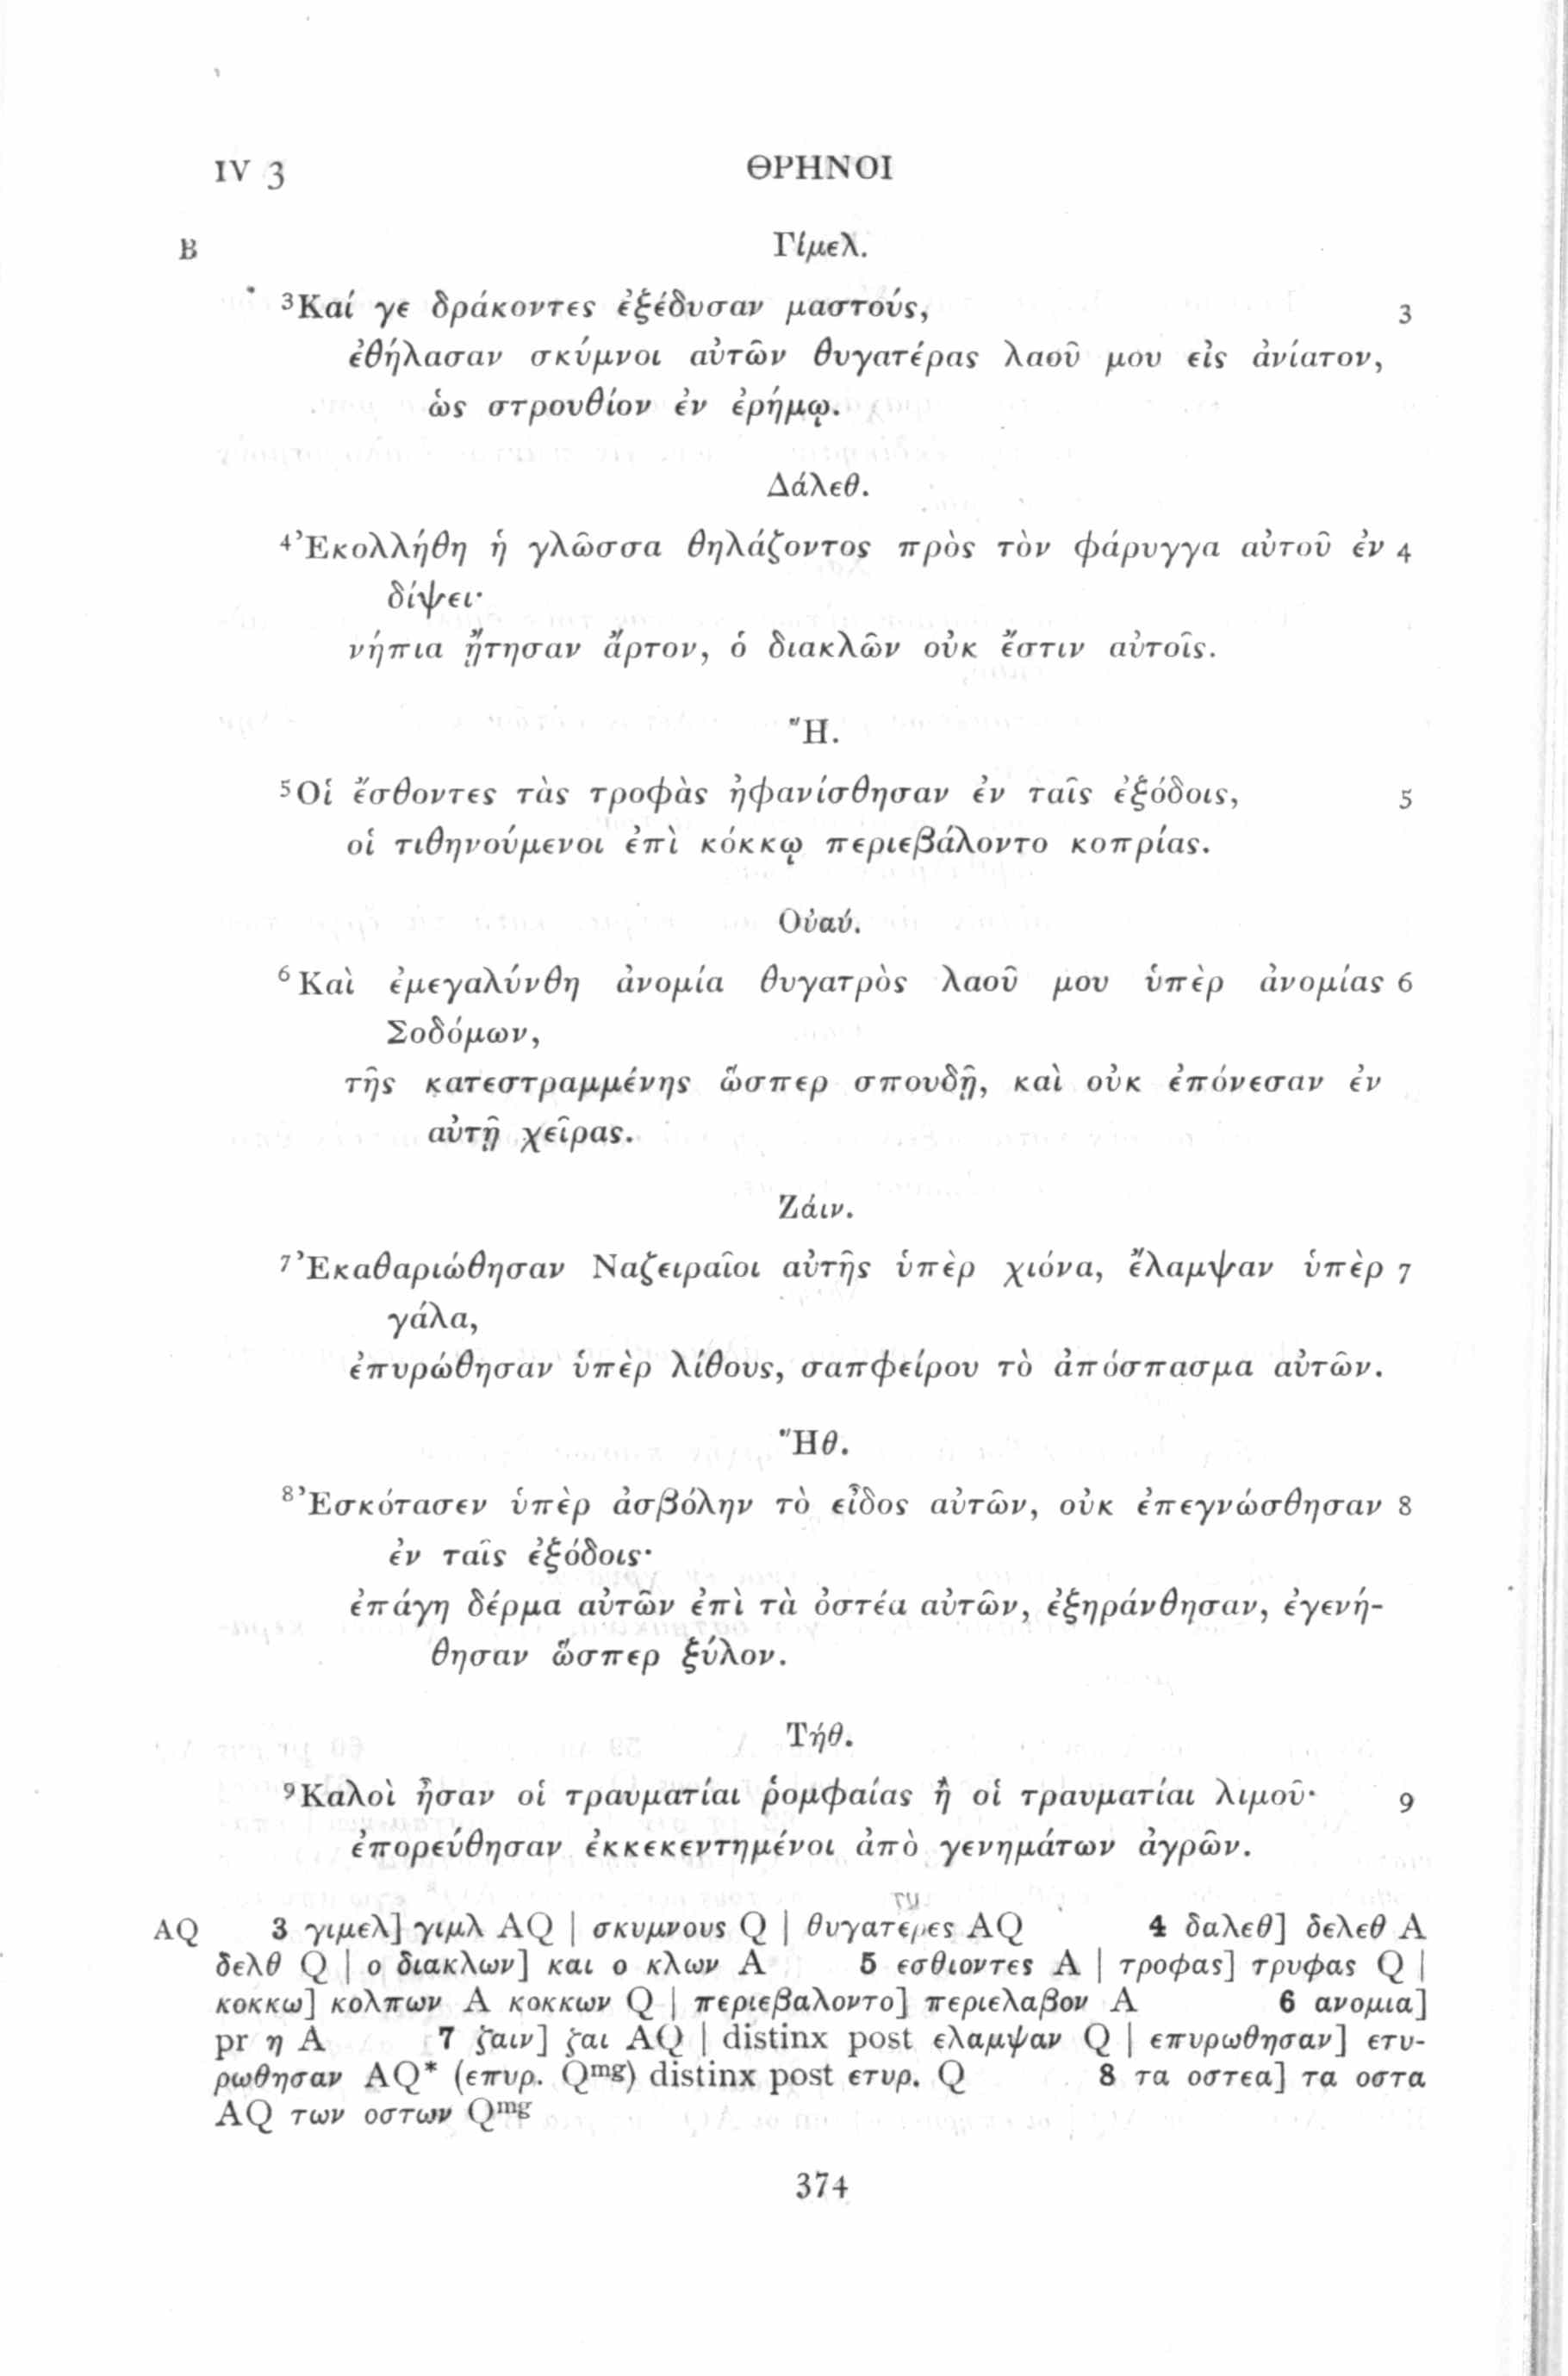 IV 3 ΘΡΗΝΟΙ
B Γίμελ.
³Καί γε δράκοντες ἐξέδυσαν μαστούς, 3
ἐθήλασαν σκύμνοι αὐτῶν θυγατέρας λαοῦ μου εἰς ἀνίατον,
ὡς στρουθίον ἐν ἐρήμῳ.
Δάλεθ.
⁴Ἐκολλήθη ἡ γλῶσσα θηλάζοντος πρὸς τὸν φάρυγγα αὐτοῦ ἐν 4
δίψει·
νήπια ᾔτησαν ἄρτον, ὁ διακλῶν οὐκ ἔστιν αὐτοῖς.
Ἤ.
⁵Οἱ ἔσθοντες τὰς τροφὰς ἠφανίσθησαν ἐν ταῖς ἐξόδοις, 5
οἱ τιθηνούμενοι ἐπὶ κόκκῳ περιεβάλοντο κοπρίας.
Οὐαύ.
⁶Καὶ ἐμεγαλύνθη ἀνομία θυγατρὸς λαοῦ μου ὑπὲρ ἀνομίας 6
Σοδόμων,
τῆς κατεστραμμένης ὥσπερ σπουδῇ, καὶ οὐκ ἐπόνεσαν ἐν
αὐτῇ χεῖρας.
Ζάιν.
⁷Ἐκαθαριώθησαν Ναζειραῖοι αὐτῆς ὑπὲρ χιόνα, ἔλαμψαν ὑπὲρ 7
γάλα,
ἐπυρώθησαν ὑπὲρ λίθους, σαπφείρου τὸ ἀπόσπασμα αὐτῶν.
Ἤθ.
⁸Ἐσκότασεν ὑπὲρ ἀσβόλην τὸ εἶδος αὐτῶν, οὐκ ἐπεγνώσθησαν 8
ἐν ταῖς ἐξόδοις·
ἐπάγη δέρμα αὐτῶν ἐπὶ τὰ ὀστέα αὐτῶν, ἐξηράνθησαν, ἐγενή-
θησαν ὥσπερ ξύλον.
Τήθ.
⁹Καλοὶ ἦσαν οἱ τραυματίαι ῥομφαίας ἢ οἱ τραυματίαι λιμοῦ· 9
ἐπορεύθησαν ἐκκεκεντημένοι ἀπὸ γενημάτων ἀγρῶν.
AQ 3 γιμελ] γιμλ AQ | σκυμνους Q | θυγατερες AQ 4 δαλεθ] δελεθ A
δελθ Q | ο διακλων] και ο κλων A 5 εσθιοντες A | τροφας] τρυφας Q |
κοκκω] κολπων A κοκκων Q | περιεβαλοντο] περιελαβον A 6 ανομια]
pr η A 7 ζαιν] ζαι AQ | distinx post ελαμψαν Q | επυρωθησαν] ετυ-
ρωθησαν AQ* (επυρ. Qᵐᵍ) distinx post ετυρ. Q 8 τα οστεα] τα οστα
AQ των οστων Qᵐᵍ
374